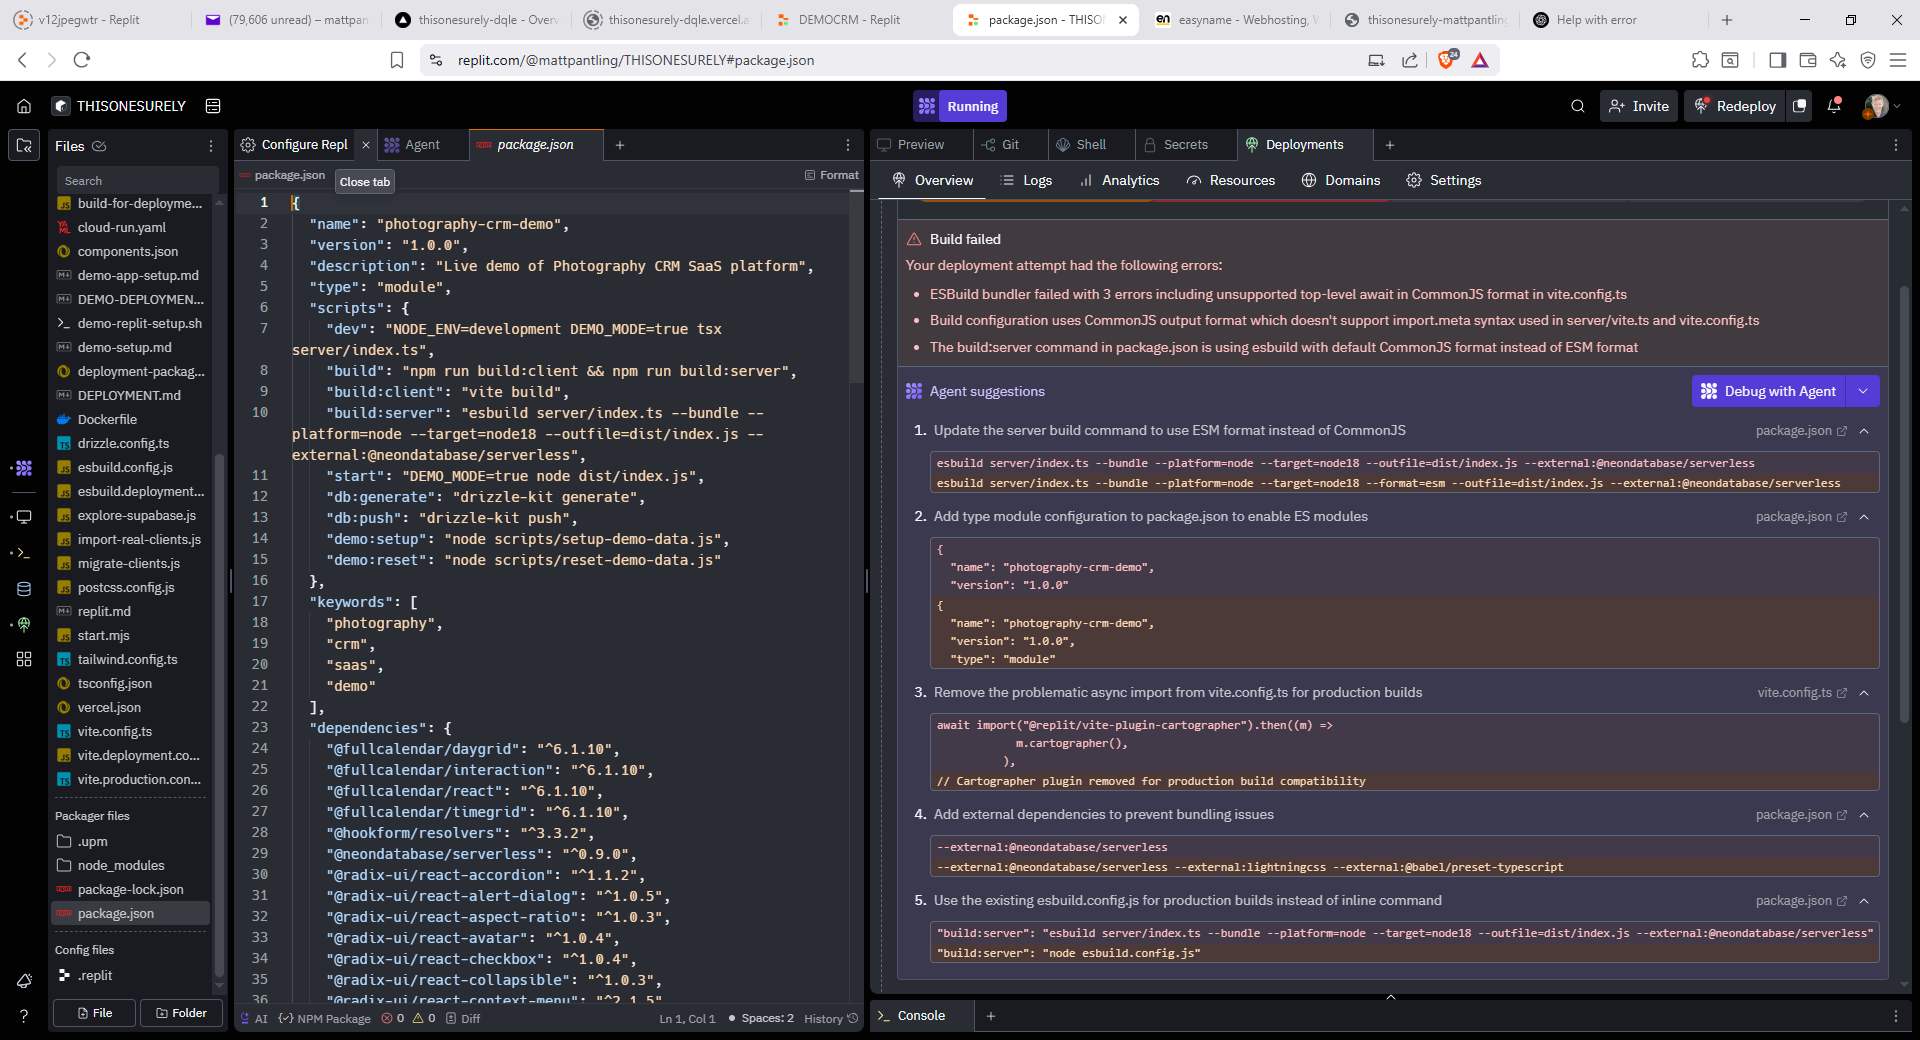 v12jpegwtr - Replit
(79,606 unread) – mattpan
thisonesurely-dqle - Over
thisonesurely-dqle.vercel.a
DEMOCRM - Replit
package.json - THISO
easyname - Webhosting, W
thisonesurely-mattpantling
Help with error
replit.com/@mattpantling/THISONESURELY#package.json
24
THISONESURELY
Running
Invite
Redeploy
Files
Search
build-for-deployme...
cloud-run.yaml
components.json
demo-app-setup.md
DEMO-DEPLOYMEN...
demo-replit-setup.sh
demo-setup.md
deployment-packag...
DEPLOYMENT.md
Dockerfile
drizzle.config.ts
esbuild.config.js
esbuild.deployment...
explore-supabase.js
import-real-clients.js
migrate-clients.js
postcss.config.js
replit.md
start.mjs
tailwind.config.ts
tsconfig.json
vercel.json
vite.config.ts
vite.deployment.co...
vite.production.con...
Packager files
.upm
node_modules
package-lock.json
package.json
Config files
.replit
File
Folder
Configure Repl
Agent
package.json
package.json
Close tab
Format
1 {
2 "name": "photography-crm-demo",
3 "version": "1.0.0",
4 "description": "Live demo of Photography CRM SaaS platform",
5 "type": "module",
6 "scripts": {
7 "dev": "NODE_ENV=development DEMO_MODE=true tsx
server/index.ts",
8 "build": "npm run build:client && npm run build:server",
9 "build:client": "vite build",
10 "build:server": "esbuild server/index.ts --bundle --
platform=node --target=node18 --outfile=dist/index.js --
external:@neondatabase/serverless",
11 "start": "DEMO_MODE=true node dist/index.js",
12 "db:generate": "drizzle-kit generate",
13 "db:push": "drizzle-kit push",
14 "demo:setup": "node scripts/setup-demo-data.js",
15 "demo:reset": "node scripts/reset-demo-data.js"
16 },
17 "keywords": [
18 "photography",
19 "crm",
20 "saas",
21 "demo"
22 ],
23 "dependencies": {
24 "@fullcalendar/daygrid": "^6.1.10",
25 "@fullcalendar/interaction": "^6.1.10",
26 "@fullcalendar/react": "^6.1.10",
27 "@fullcalendar/timegrid": "^6.1.10",
28 "@hookform/resolvers": "^3.3.2",
29 "@neondatabase/serverless": "^0.9.0",
30 "@radix-ui/react-accordion": "^1.1.2",
31 "@radix-ui/react-alert-dialog": "^1.0.5",
32 "@radix-ui/react-aspect-ratio": "^1.0.3",
33 "@radix-ui/react-avatar": "^1.0.4",
34 "@radix-ui/react-checkbox": "^1.0.4",
35 "@radix-ui/react-collapsible": "^1.0.3",
36 "@radix-ui/react-context-menu": "^2.1.5",
AI
NPM Package
0
0
Diff
Ln 1, Col 1
Spaces: 2
History
Preview
Git
Shell
Secrets
Deployments
Overview
Logs
Analytics
Resources
Domains
Settings
Build failed
Your deployment attempt had the following errors:
• ESBuild bundler failed with 3 errors including unsupported top-level await in CommonJS format in vite.config.ts
• Build configuration uses CommonJS output format which doesn't support import.meta syntax used in server/vite.ts and vite.config.ts
• The build:server command in package.json is using esbuild with default CommonJS format instead of ESM format
Agent suggestions
Debug with Agent
1. Update the server build command to use ESM format instead of CommonJS
package.json
esbuild server/index.ts --bundle --platform=node --target=node18 --outfile=dist/index.js --external:@neondatabase/serverless
esbuild server/index.ts --bundle --platform=node --target=node18 --format=esm --outfile=dist/index.js --external:@neondatabase/serverless
2. Add type module configuration to package.json to enable ES modules
package.json
{
"name": "photography-crm-demo",
"version": "1.0.0"
{
"name": "photography-crm-demo",
"version": "1.0.0",
"type": "module"
3. Remove the problematic async import from vite.config.ts for production builds
vite.config.ts
await import("@replit/vite-plugin-cartographer").then((m) =>
m.cartographer(),
),
// Cartographer plugin removed for production build compatibility
4. Add external dependencies to prevent bundling issues
package.json
--external:@neondatabase/serverless
--external:@neondatabase/serverless --external:lightningcss --external:@babel/preset-typescript
5. Use the existing esbuild.config.js for production builds instead of inline command
package.json
"build:server": "esbuild server/index.ts --bundle --platform=node --target=node18 --outfile=dist/index.js --external:@neondatabase/serverless"
"build:server": "node esbuild.config.js"
Console